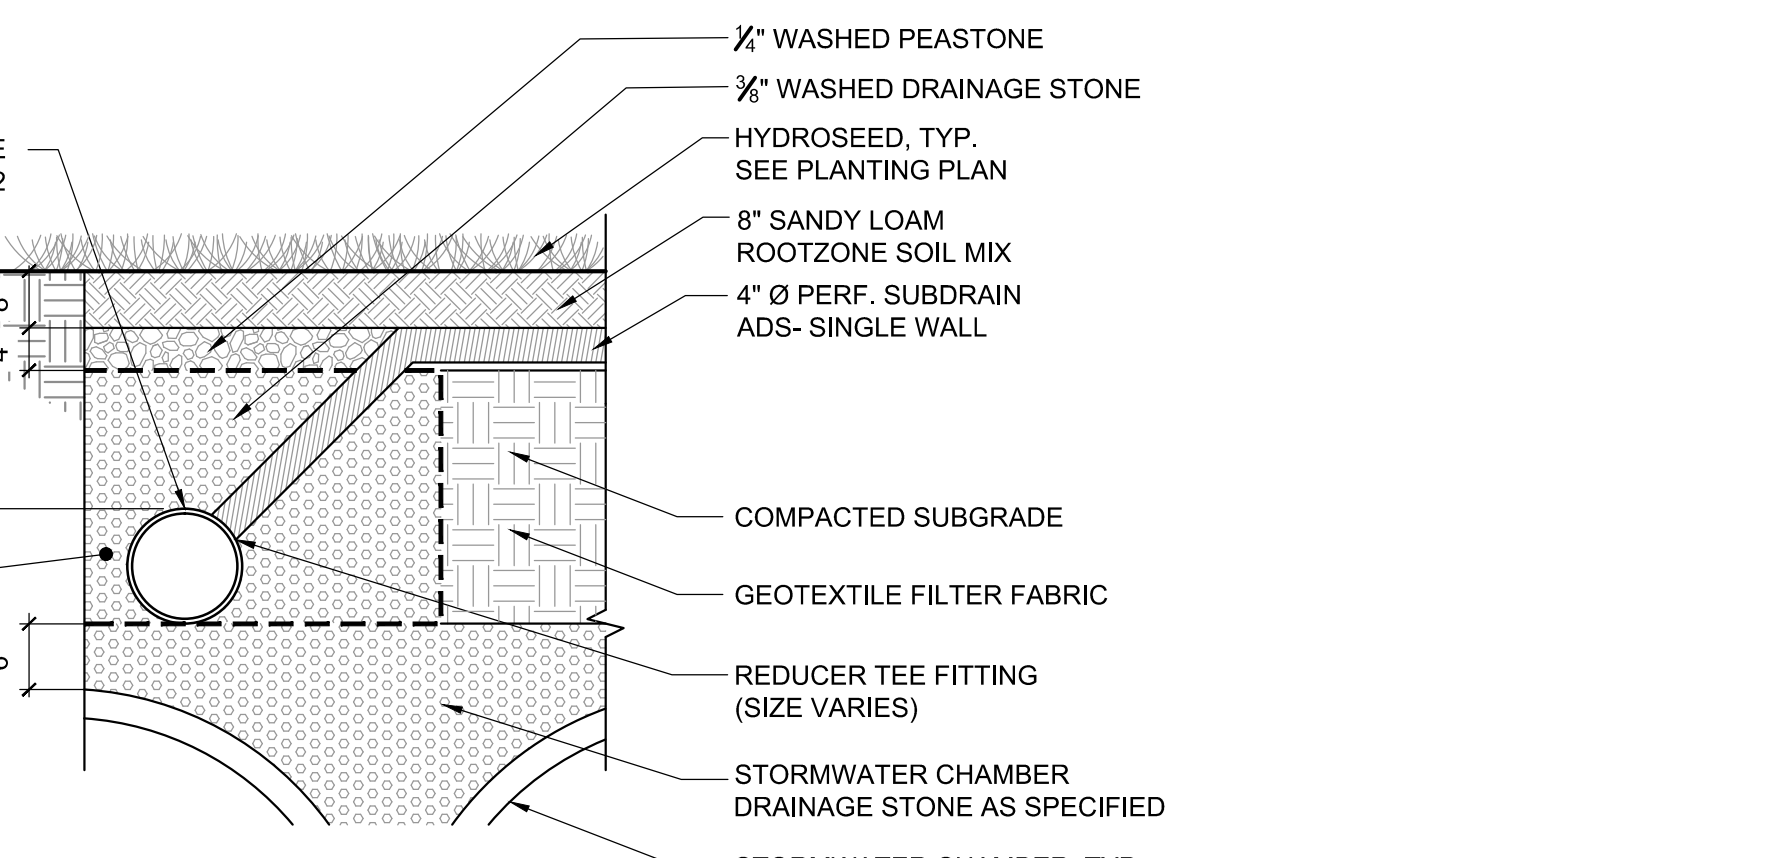 1/4" WASHED PEASTONE
3/8" WASHED DRAINAGE STONE
HYDROSEED, TYP.
SEE PLANTING PLAN
8" SANDY LOAM
ROOTZONE SOIL MIX
4" Ø PERF. SUBDRAIN
ADS- SINGLE WALL
COMPACTED SUBGRADE
GEOTEXTILE FILTER FABRIC
REDUCER TEE FITTING
(SIZE VARIES)
STORMWATER CHAMBER
DRAINAGE STONE AS SPECIFIED